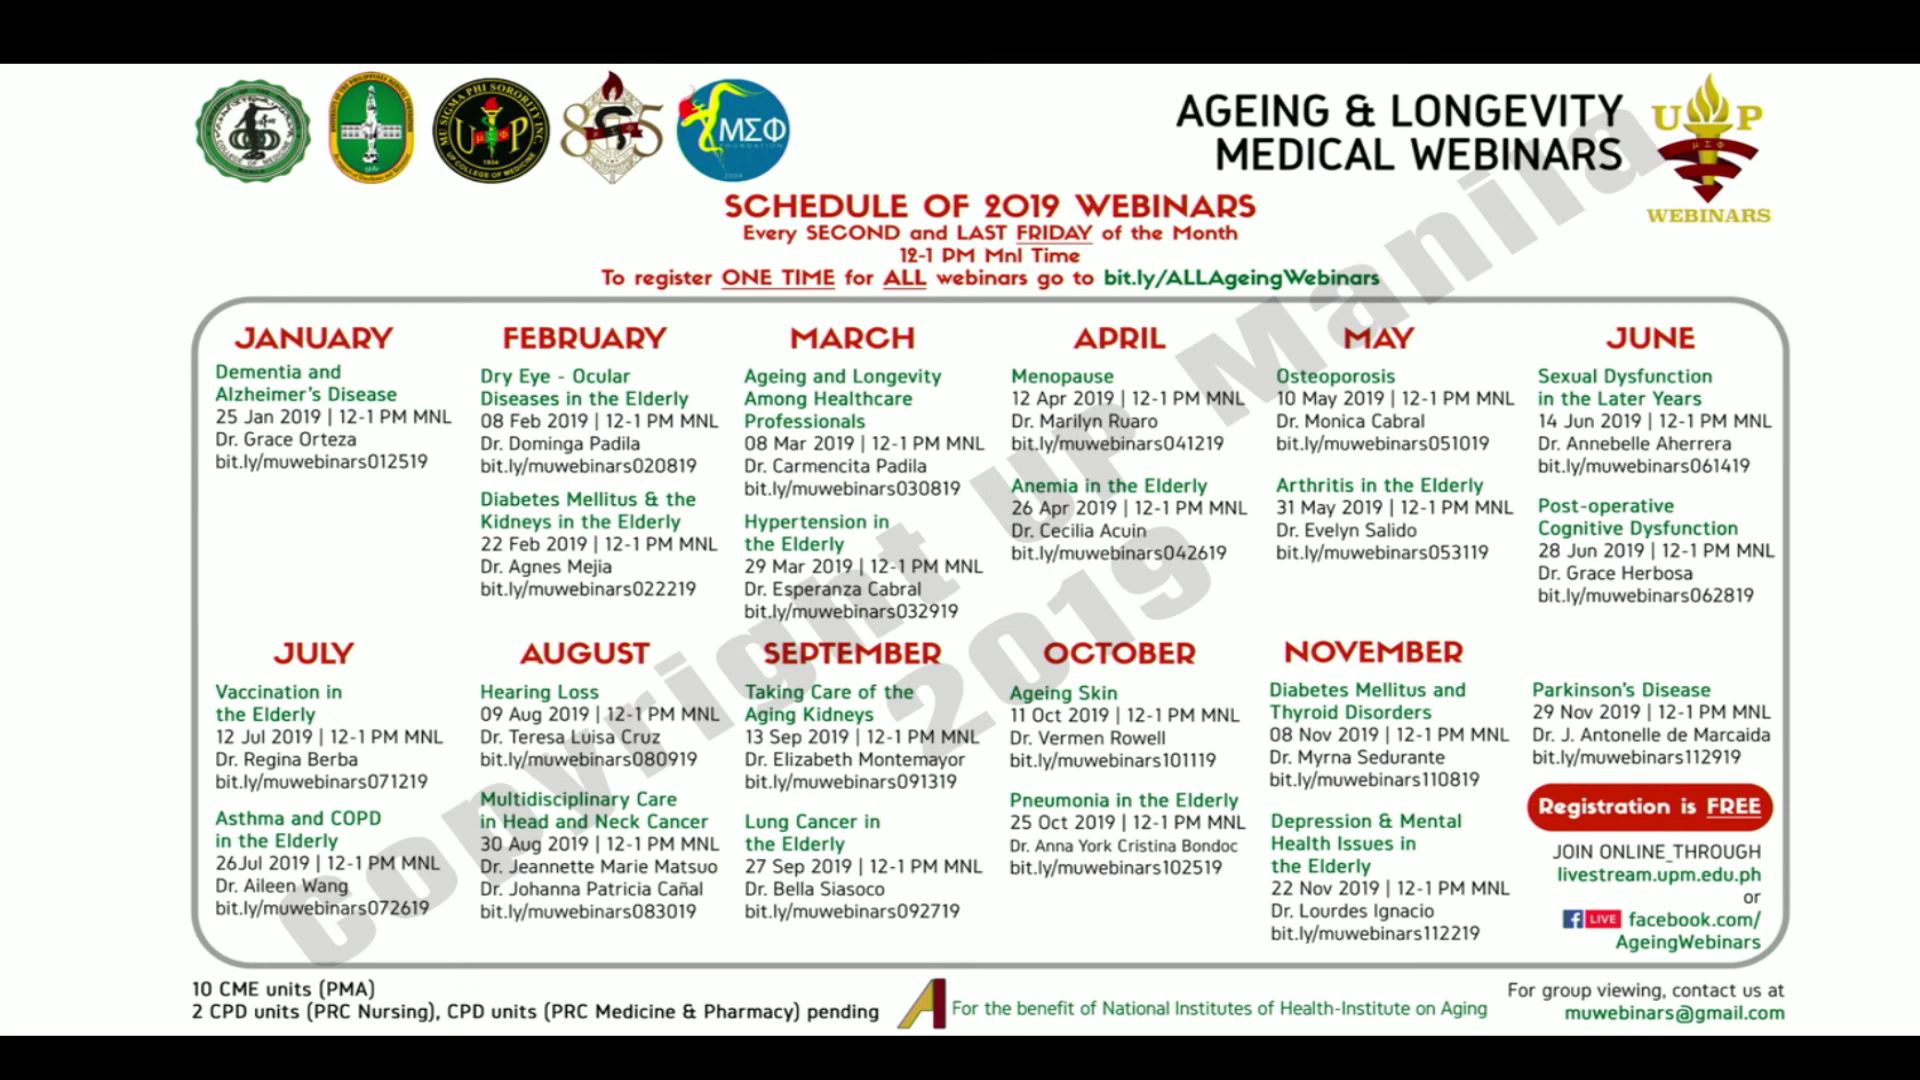 AGEING & LONGEVITY
MEDICAL WEBINARS
MU SIGMA PHI SORORITY INC.
UP
1934
UP COLLEGE OF MEDICINE
COLLEGE OF MEDICINE
85
ΜΣΦ
FOUNDATION
2004
UP
ΜΣΦ
WEBINARS
SCHEDULE OF 2019 WEBINARS
Every SECOND and LAST FRIDAY of the Month
12-1 PM Mnl Time
To register ONE TIME for ALL webinars go to bit.ly/ALLAgeingWebinars
JANUARY
Dementia and
Alzheimer's Disease
25 Jan 2019 | 12-1 PM MNL
Dr. Grace Orteza
bit.ly/muwebinars012519
FEBRUARY
Dry Eye - Ocular
Diseases in the Elderly
08 Feb 2019 | 12-1 PM MNL
Dr. Dominga Padila
bit.ly/muwebinars020819
Diabetes Mellitus & the
Kidneys in the Elderly
22 Feb 2019 | 12-1 PM MNL
Dr. Agnes Mejia
bit.ly/muwebinars022219
MARCH
Ageing and Longevity
Among Healthcare
Professionals
08 Mar 2019 | 12-1 PM MNL
Dr. Carmencita Padila
bit.ly/muwebinars030819
Hypertension in
the Elderly
29 Mar 2019 | 12-1 PM MNL
Dr. Esperanza Cabral
bit.ly/muwebinars032919
APRIL
Menopause
12 Apr 2019 | 12-1 PM MNL
Dr. Marilyn Ruaro
bit.ly/muwebinars041219
Anemia in the Elderly
26 Apr 2019 | 12-1 PM MNL
Dr. Cecilia Acuin
bit.ly/muwebinars042619
MAY
Osteoporosis
10 May 2019 | 12-1 PM MNL
Dr. Monica Cabral
bit.ly/muwebinars051019
Arthritis in the Elderly
31 May 2019 | 12-1 PM MNL
Dr. Evelyn Salido
bit.ly/muwebinars053119
JUNE
Sexual Dysfunction
in the Later Years
14 Jun 2019 | 12-1 PM MNL
Dr. Annebelle Aherrera
bit.ly/muwebinars061419
Post-operative
Cognitive Dysfunction
28 Jun 2019 | 12-1 PM MNL
Dr. Grace Herbosa
bit.ly/muwebinars062819
JULY
Vaccination in
the Elderly
12 Jul 2019 | 12-1 PM MNL
Dr. Regina Berba
bit.ly/muwebinars071219
Asthma and COPD
in the Elderly
26Jul 2019 | 12-1 PM MNL
Dr. Aileen Wang
bit.ly/muwebinars072619
AUGUST
Hearing Loss
09 Aug 2019 | 12-1 PM MNL
Dr. Teresa Luisa Cruz
bit.ly/muwebinars080919
Multidisciplinary Care
in Head and Neck Cancer
30 Aug 2019 | 12-1 PM MNL
Dr. Jeannette Marie Matsuo
Dr. Johanna Patricia Cañal
bit.ly/muwebinars083019
SEPTEMBER
Taking Care of the
Aging Kidneys
13 Sep 2019 | 12-1 PM MNL
Dr. Elizabeth Montemayor
bit.ly/muwebinars091319
Lung Cancer in
the Elderly
27 Sep 2019 | 12-1 PM MNL
Dr. Bella Siasoco
bit.ly/muwebinars092719
OCTOBER
Ageing Skin
11 Oct 2019 | 12-1 PM MNL
Dr. Vermen Rowell
bit.ly/muwebinars101119
Pneumonia in the Elderly
25 Oct 2019 | 12-1 PM MNL
Dr. Anna York Cristina Bondoc
bit.ly/muwebinars102519
NOVEMBER
Diabetes Mellitus and
Thyroid Disorders
08 Nov 2019 | 12-1 PM MNL
Dr. Myrna Sedurante
bit.ly/muwebinars110819
Depression & Mental
Health Issues in
the Elderly
22 Nov 2019 | 12-1 PM MNL
Dr. Lourdes Ignacio
bit.ly/muwebinars112219
Parkinson's Disease
29 Nov 2019 | 12-1 PM MNL
Dr. J. Antonelle de Marcaida
bit.ly/muwebinars112919
Registration is FREE
JOIN ONLINE_THROUGH
livestream.upm.edu.ph
or
f LIVE facebook.com/
AgeingWebinars
10 CME units (PMA)
2 CPD units (PRC Nursing), CPD units (PRC Medicine & Pharmacy) pending
For the benefit of National Institutes of Health-Institute on Aging
For group viewing, contact us at
muwebinars@gmail.com
Copyright UP Manila
2019